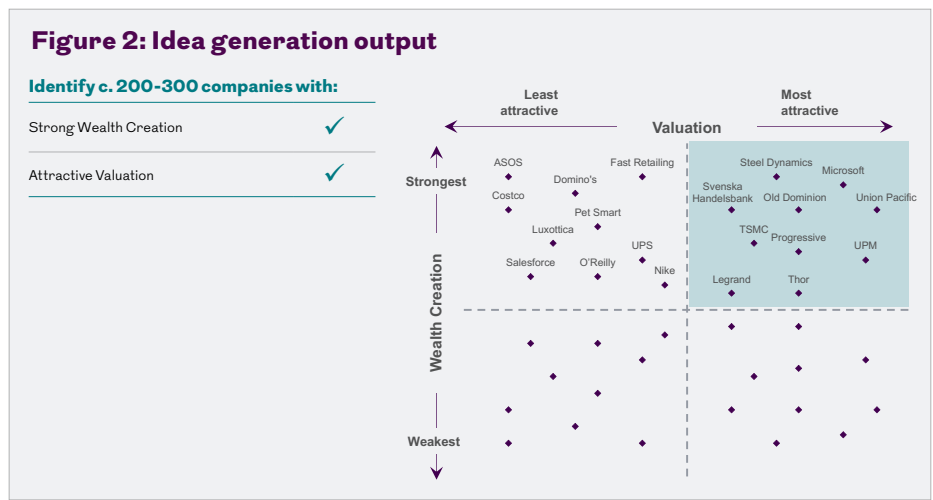 Figure 2: Idea generation output
Identify c. 200-300 companies with:
Strong Wealth Creation
Attractive Valuation
Least
attractive
Most
attractive
Valuation
Strongest
Wealth Creation
Weakest
ASOS
Fast Retailing
Domino's
Costco
Pet Smart
Luxottica
UPS
Salesforce
O'Reilly
Nike
Steel Dynamics
Microsoft
Svenska
Handelsbank
Old Dominion
Union Pacific
TSMC
Progressive
UPM
Legrand
Thor